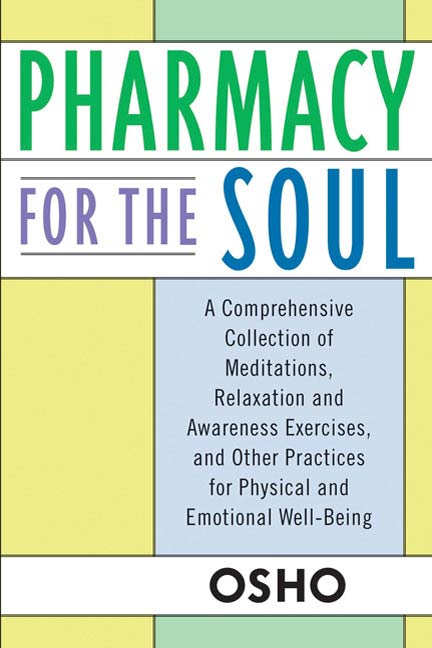 PHARMACY
FOR THE SOUL
A Comprehensive
Collection of
Meditations,
Relaxation and
Awareness Exercises,
and Other Practices
for Physical and
Emotional Well-Being
OSHO